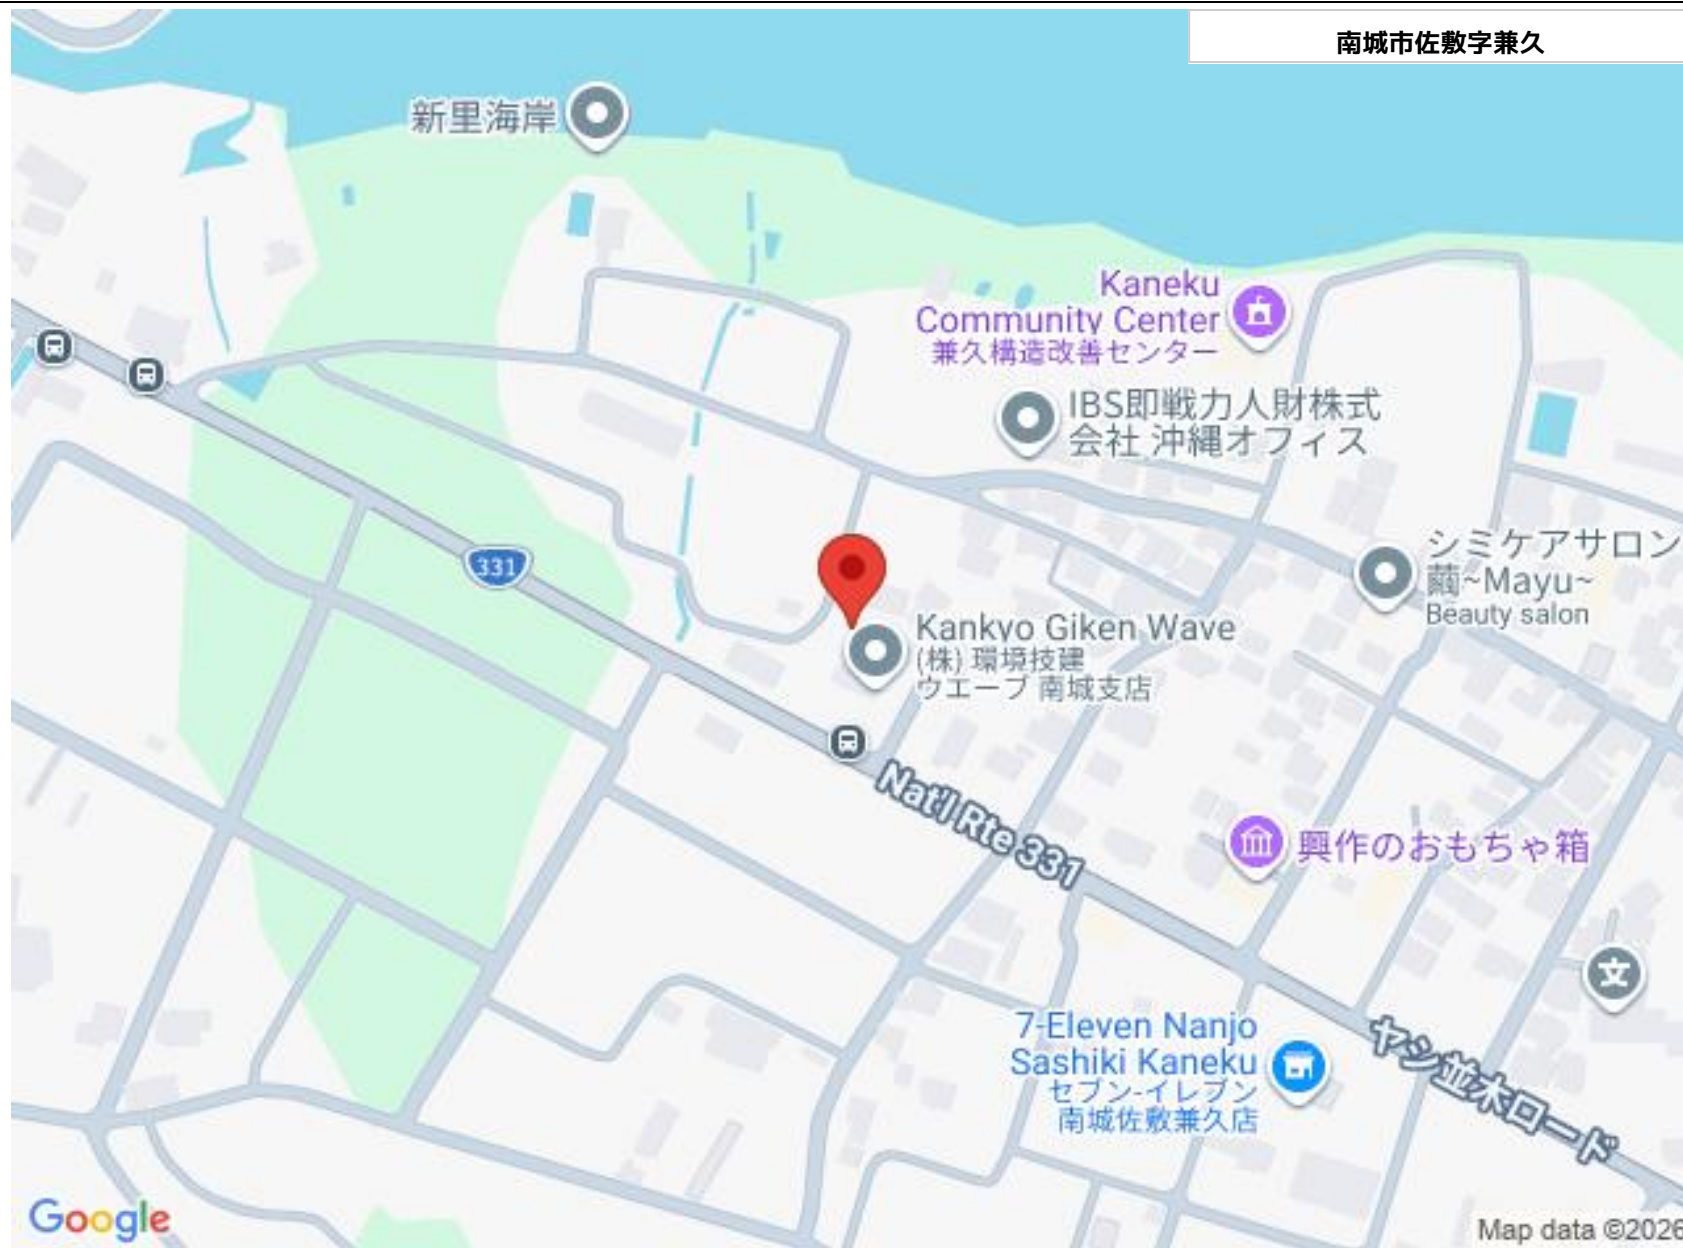 南城市佐敷字兼久
新里海岸
Kaneku
Community Center
兼久構造改善センター
IBS即戦力人財株式
会社 沖縄オフィス
331
シミケアサロン
繭~Mayu~
Beauty salon
Kankyo Giken Wave
(株) 環境技建
ウエーブ 南城支店
Nat'l Rte 331
興作のおもちゃ箱
文
7-Eleven Nanjo
Sashiki Kaneku
セブン-イレブン
南城佐敷兼久店
ヤシ並木ロード
Google
Map data ©2026